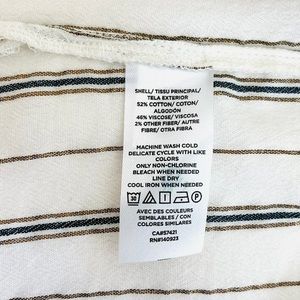 SHELL/ TISSU PRINCIPAL/
TELA EXTERIOR
52% COTTON/ COTON/
ALGODÓN
46% VISCOSE/ VISCOSA
2% OTHER FIBER/ AUTRE
FIBRE/ OTRA FIBRA
MACHINE WASH COLD
DELICATE CYCLE WITH LIKE
COLORS
ONLY NON-CHLORINE
BLEACH WHEN NEEDED
LINE DRY
COOL IRON WHEN NEEDED
30
P
AVEC DES COULEURS
SEMBLABLES / CON
COLORES SIMILARES
CA#57421
RN#140923